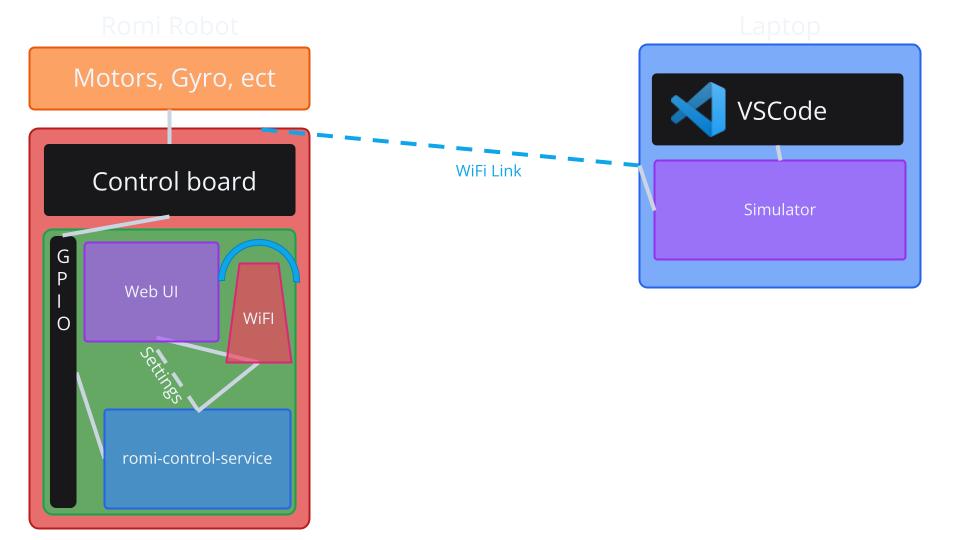 Romi Robot
Laptop
Motors, Gyro, ect
VSCode
WiFi Link
Control board
Simulator
G
P
I
O
Web UI
WiFI
Settings
romi-control-service